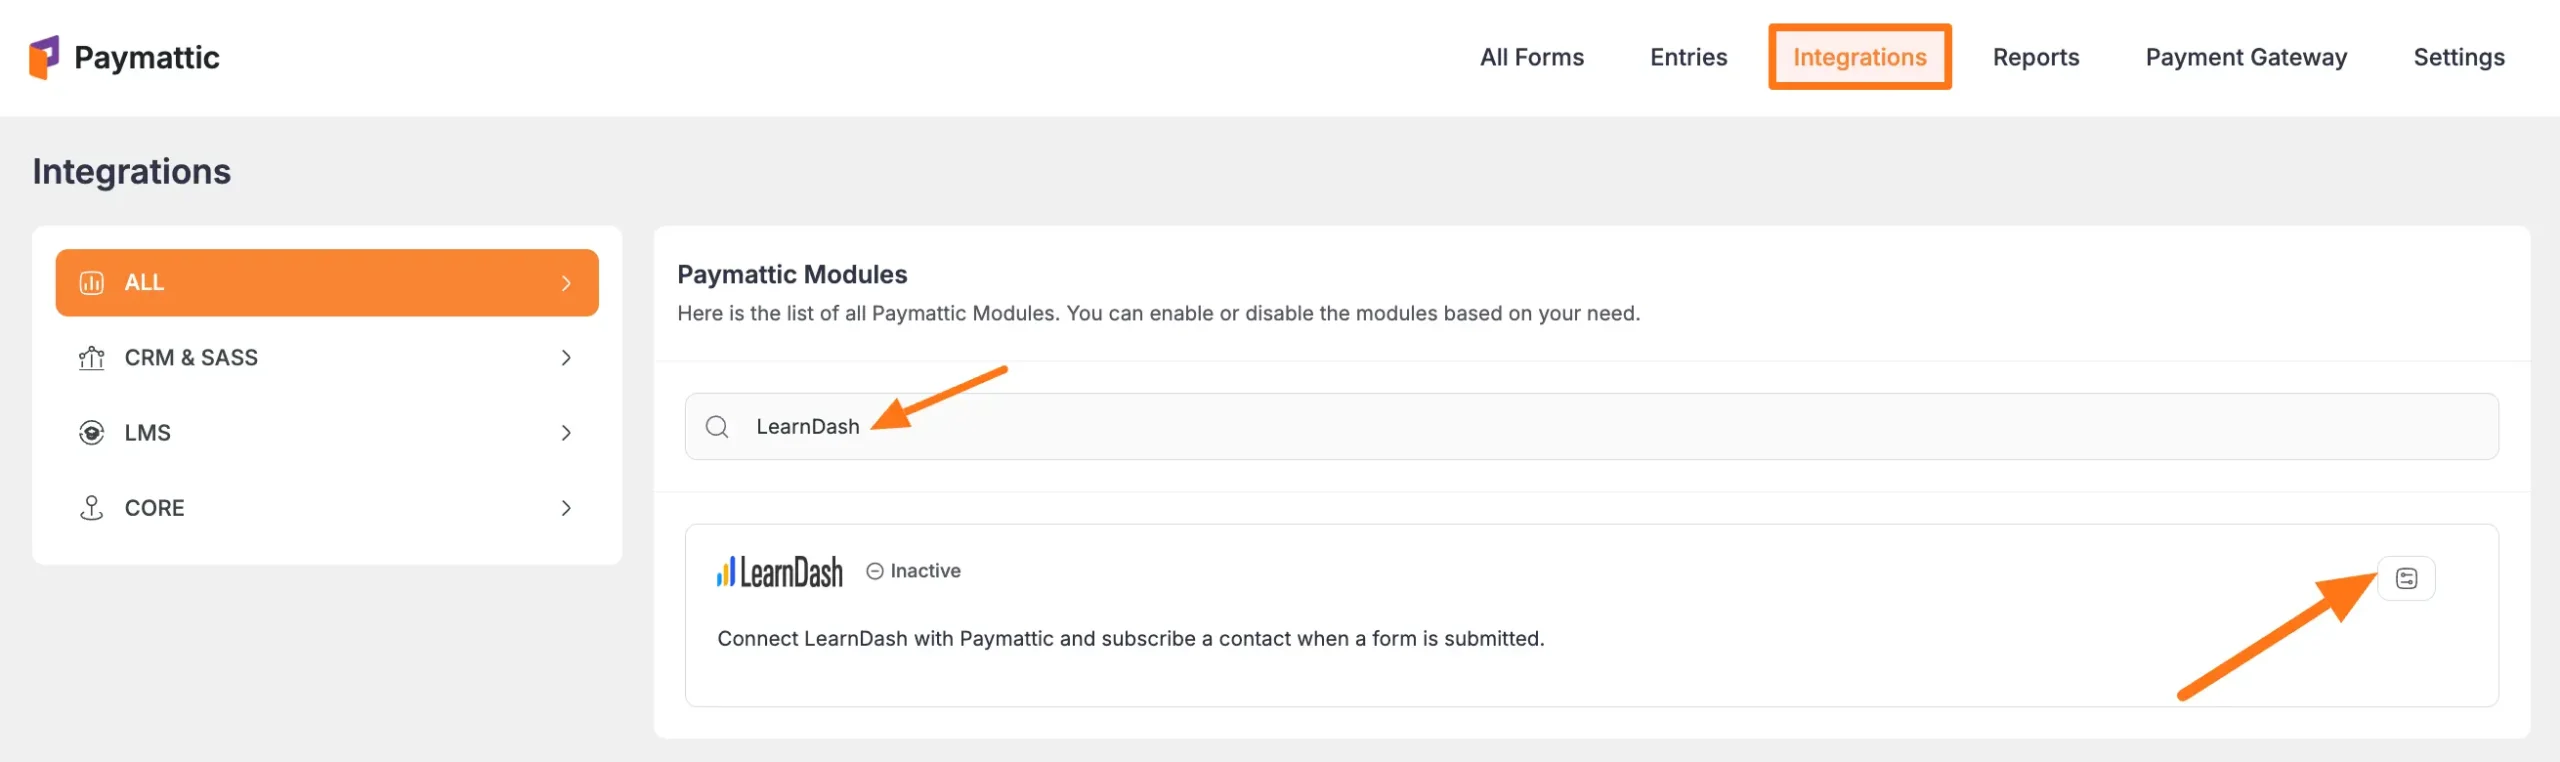 Paymattic
All Forms
Entries
Integrations
Reports
Payment Gateway
Settings
Integrations
ALL
CRM & SASS
LMS
CORE
Paymattic Modules
Here is the list of all Paymattic Modules. You can enable or disable the modules based on your need.
LearnDash
LearnDash
Inactive
Connect LearnDash with Paymattic and subscribe a contact when a form is submitted.